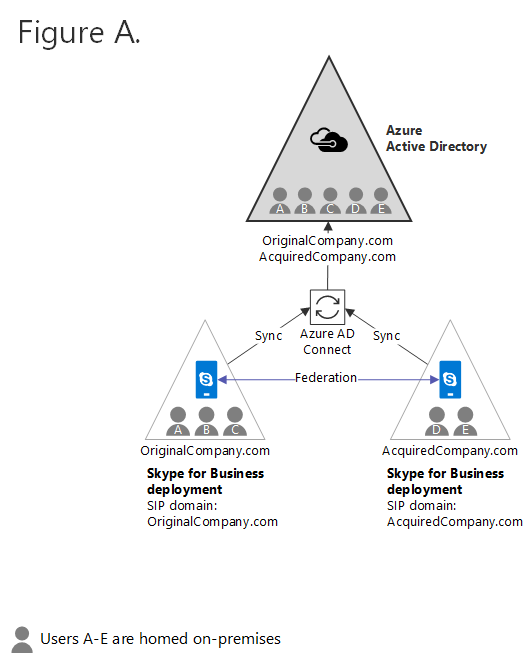 Figure A.
Azure
Active Directory
A B C D E
OriginalCompany.com
AcquiredCompany.com
Sync
Azure AD
Connect
Sync
Federation
A B C
D E
OriginalCompany.com
Skype for Business
deployment
SIP domain:
OriginalCompany.com
AcquiredCompany.com
Skype for Business
deployment
SIP domain:
AcquiredCompany.com
Users A-E are homed on-premises